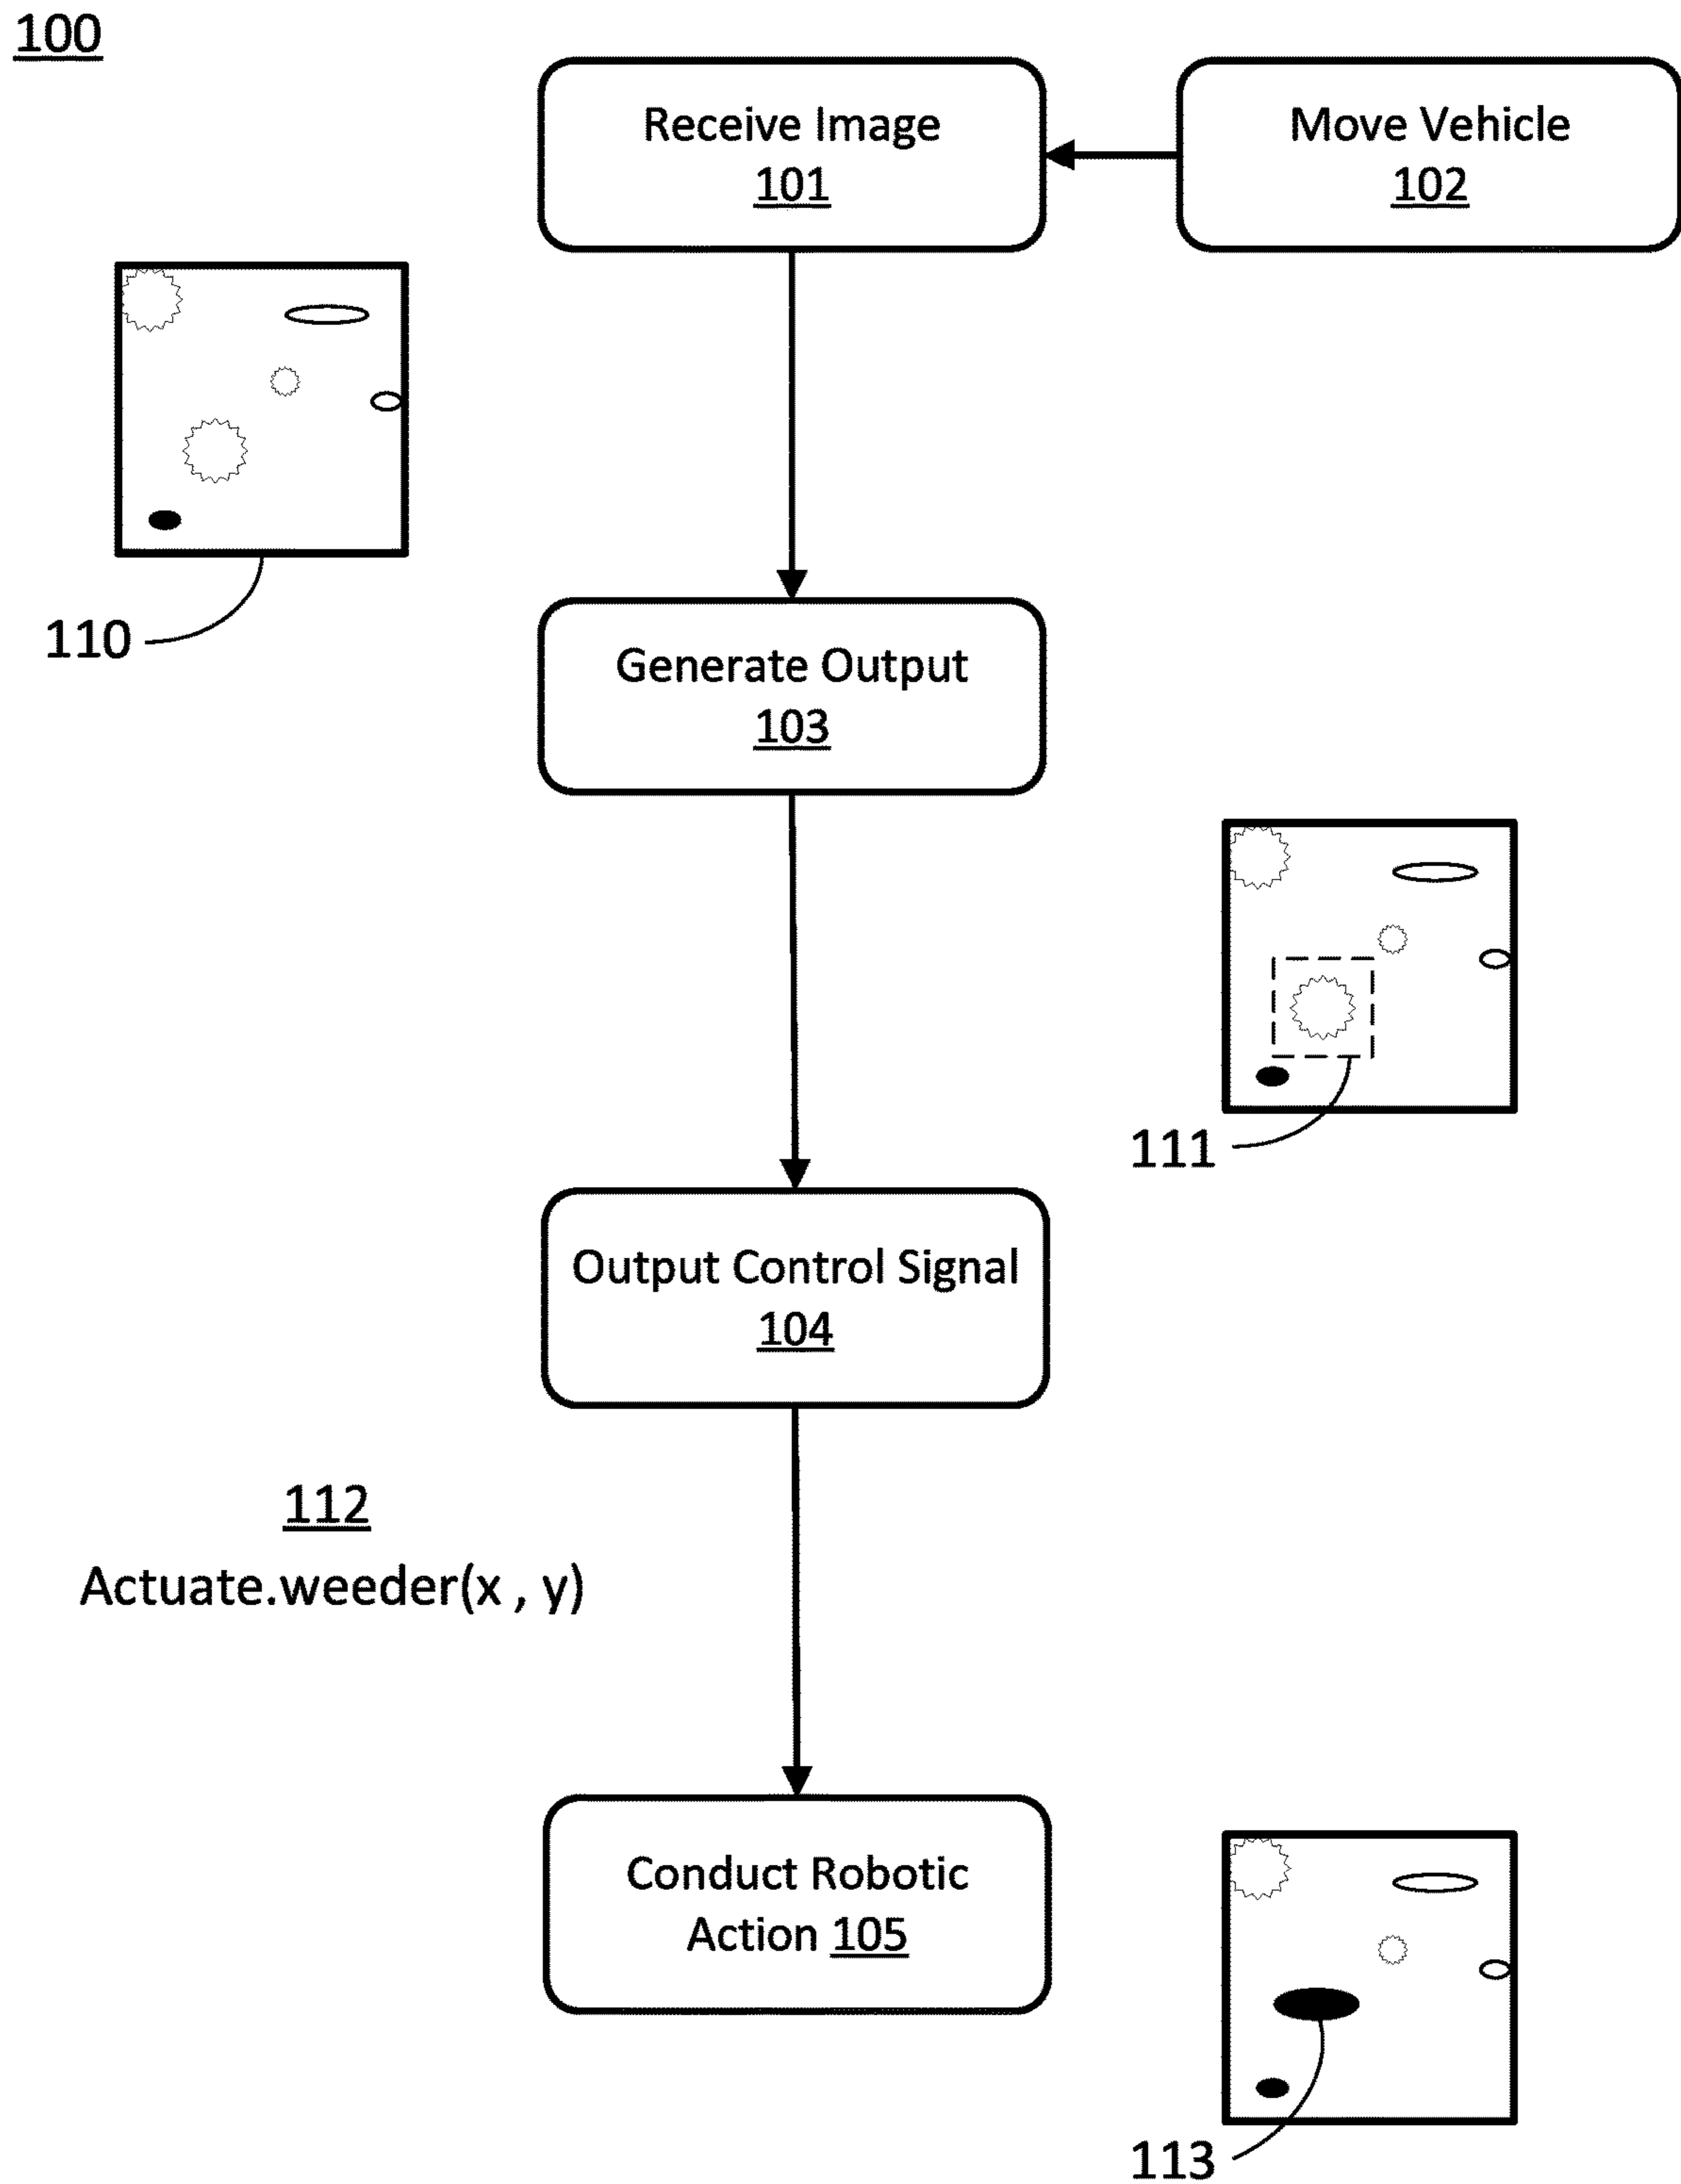 100
Receive Image
101
Move Vehicle
102
110
Generate Output
103
111
Output Control Signal
104
112
Actuate.weeder(x , y)
Conduct Robotic
Action 105
113